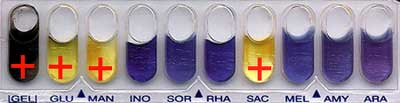 + + + +
|GEL| GLU ▲ MAN INO SOR ▲ RHA SAC MEL ▲ AMY ARA